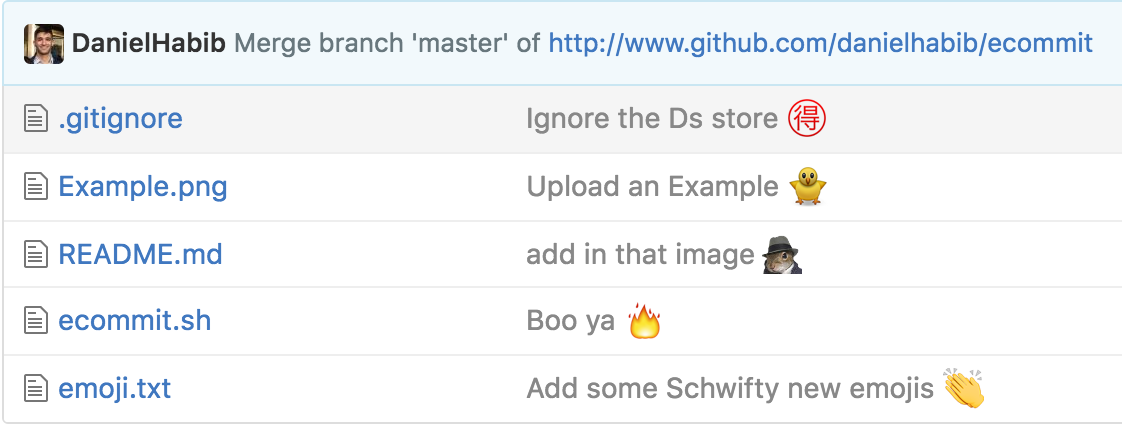 DanielHabib Merge branch 'master' of http://www.github.com/danielhabib/ecommit
.gitignore Ignore the Ds store 🉐
Example.png Upload an Example 🐥
README.md add in that image
ecommit.sh Boo ya 🔥
emoji.txt Add some Schwifty new emojis 👏